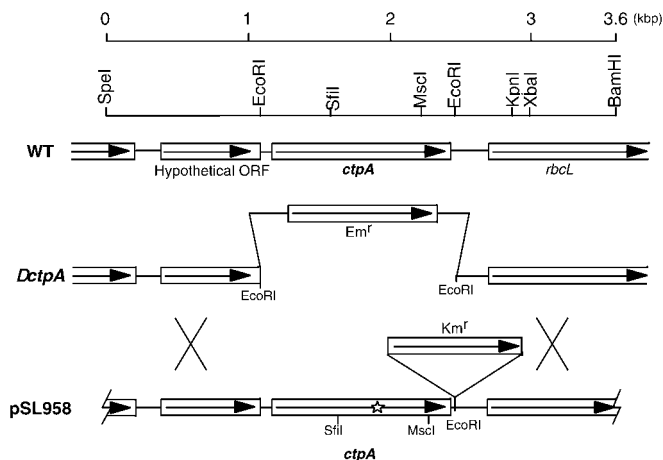 0 1 2 3 3.6 (kbp)
SpeI EcoRI SfiI MscI EcoRI KpnI XbaI BamHI
WT
Hypothetical ORF ctpA rbcL
Emʳ
DctpA
EcoRI EcoRI
Kmʳ
pSL958
SfiI MscI EcoRI
ctpA